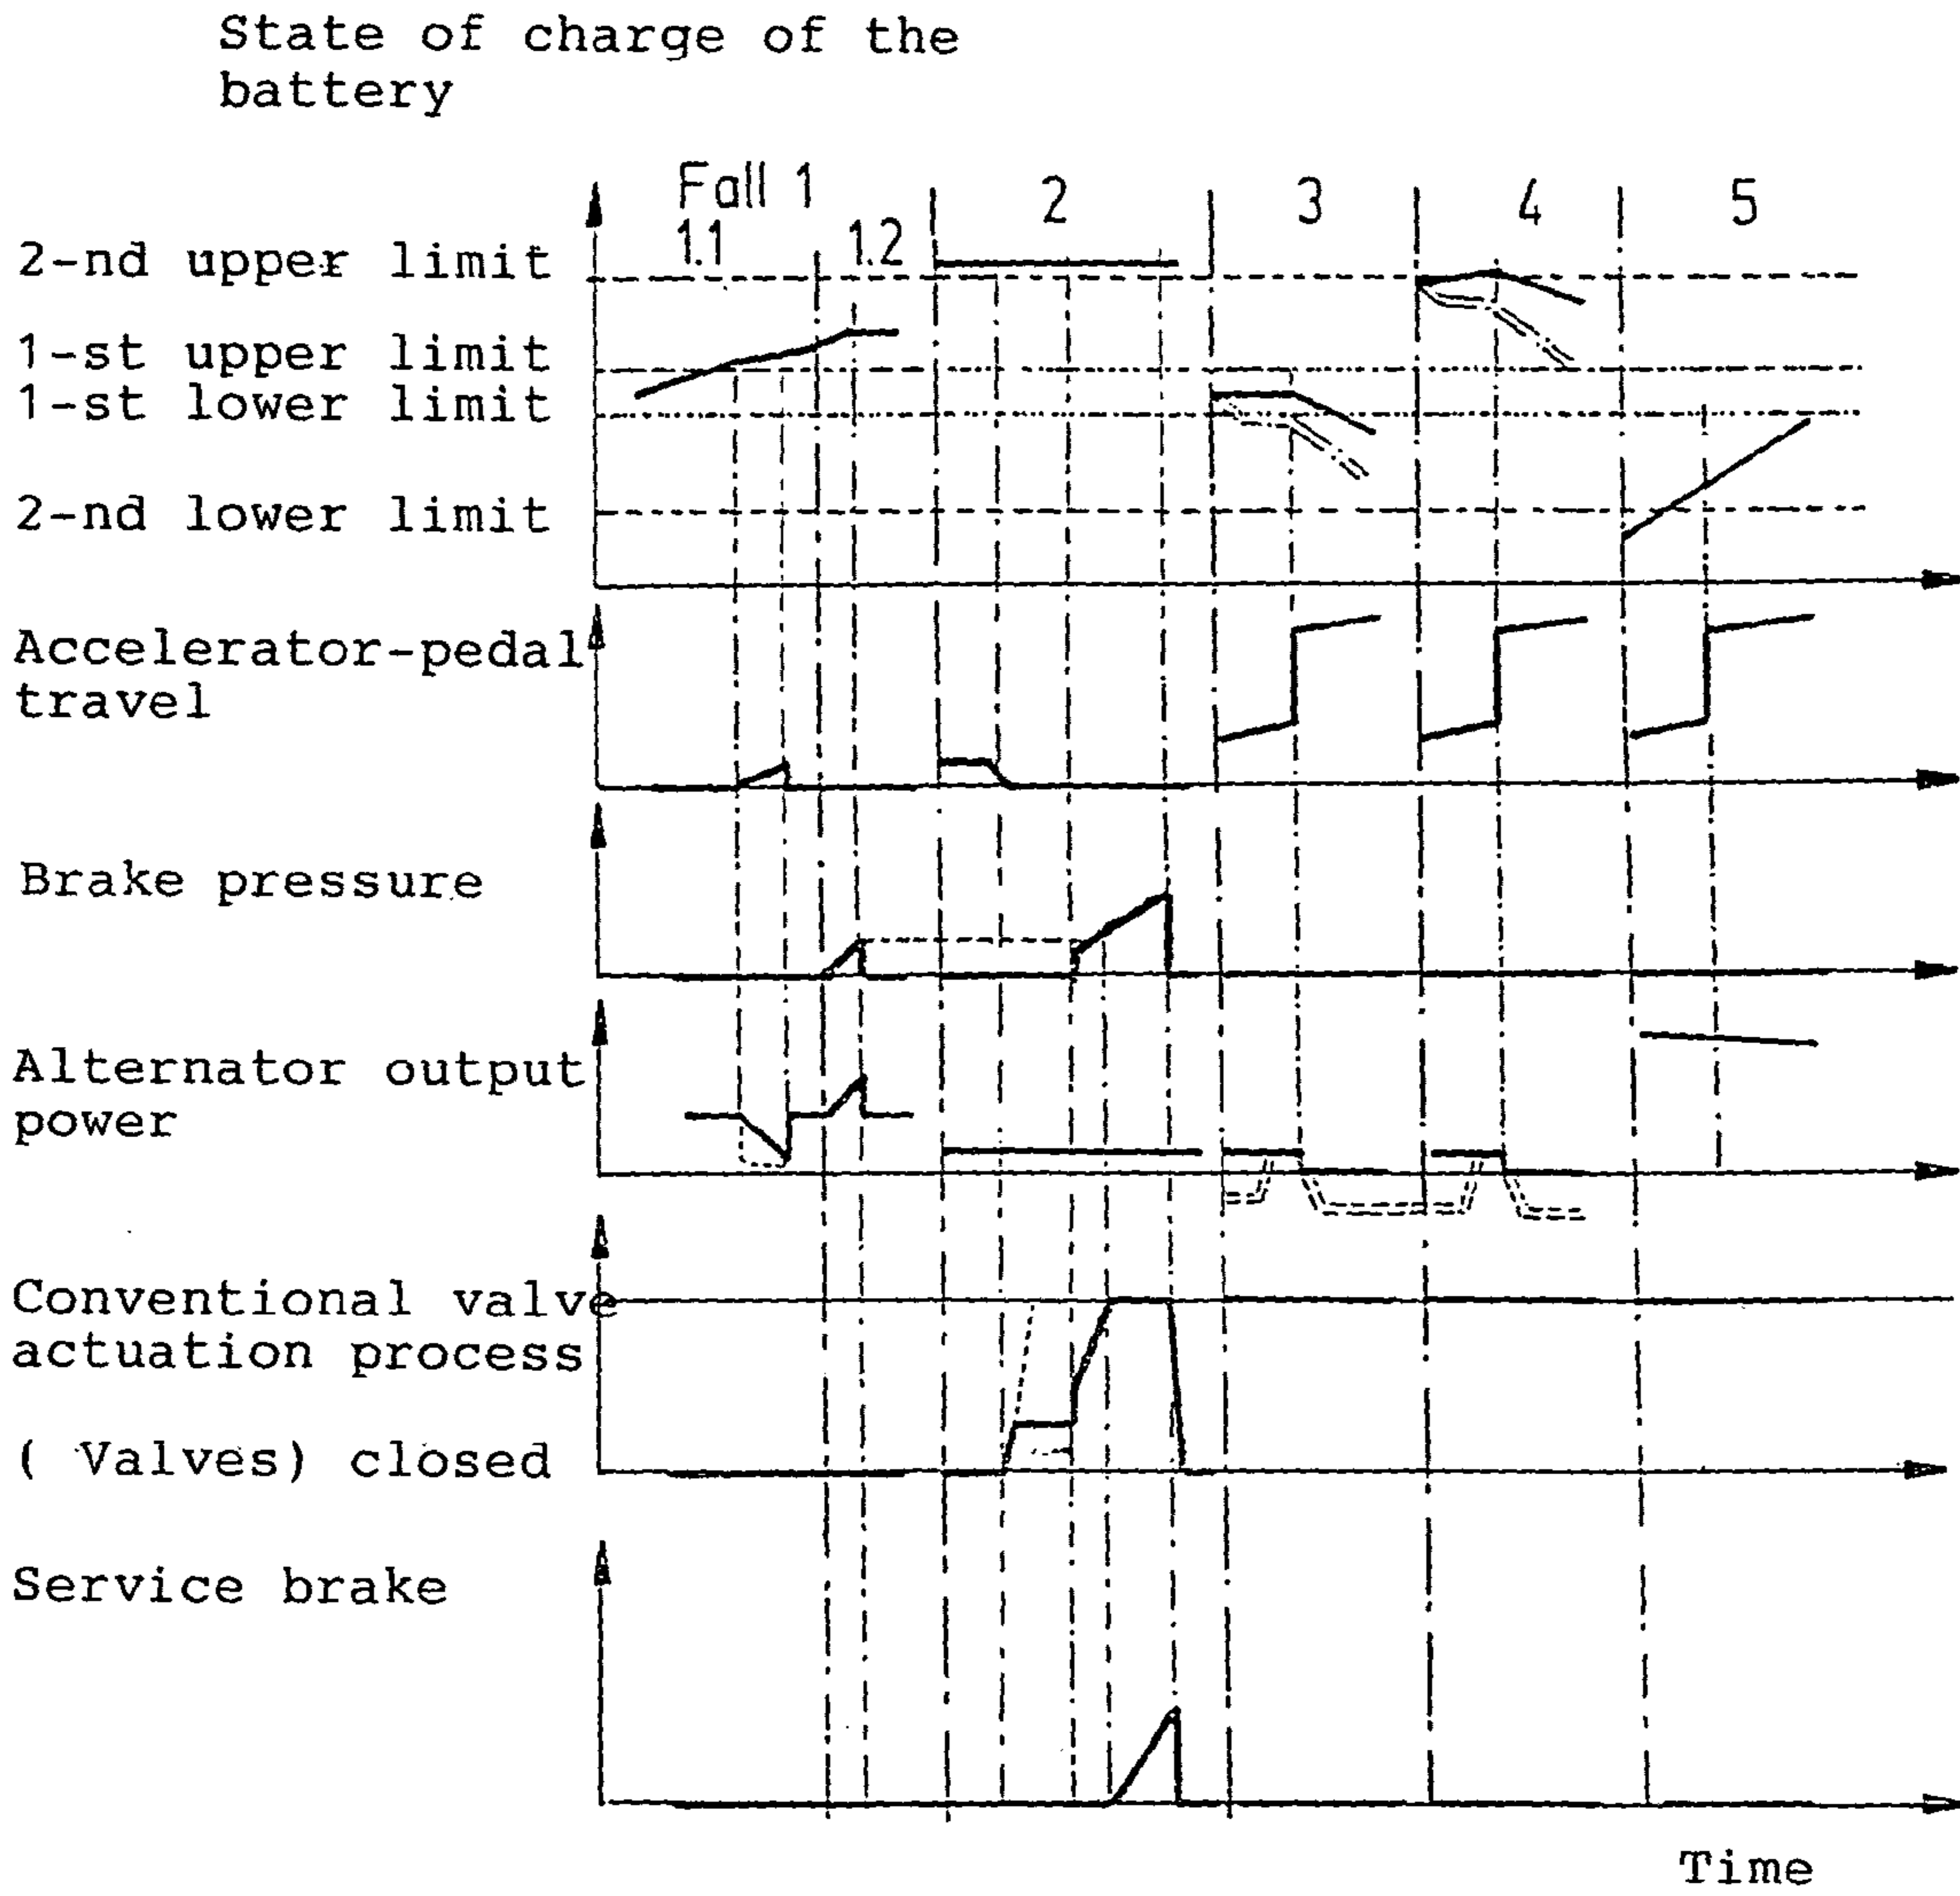 State of charge of the
battery
Fall 1
2
3
4
5
1.1
1.2
2-nd upper limit
1-st upper limit
1-st lower limit
2-nd lower limit
Accelerator-pedal
travel
Brake pressure
Alternator output
power
Conventional valve
actuation process
( Valves) closed
Service brake
Time